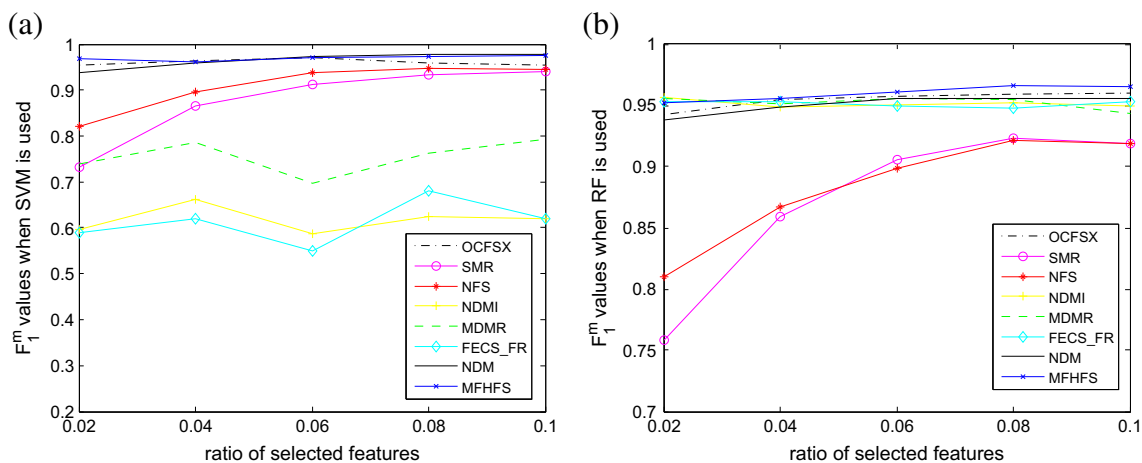 (a)
F₁ᵐ values when SVM is used
1
0.9
0.8
0.7
0.6
0.5
0.4
0.3
0.2
0.02 0.04 0.06 0.08 0.1
ratio of selected features
OCFSX
SMR
NFS
NDMI
MDMR
FECS_FR
NDM
MFHFS
(b)
F₁ᵐ values when RF is used
1
0.95
0.9
0.85
0.8
0.75
0.7
0.02 0.04 0.06 0.08 0.1
ratio of selected features
OCFSX
SMR
NFS
NDMI
MDMR
FECS_FR
NDM
MFHFS